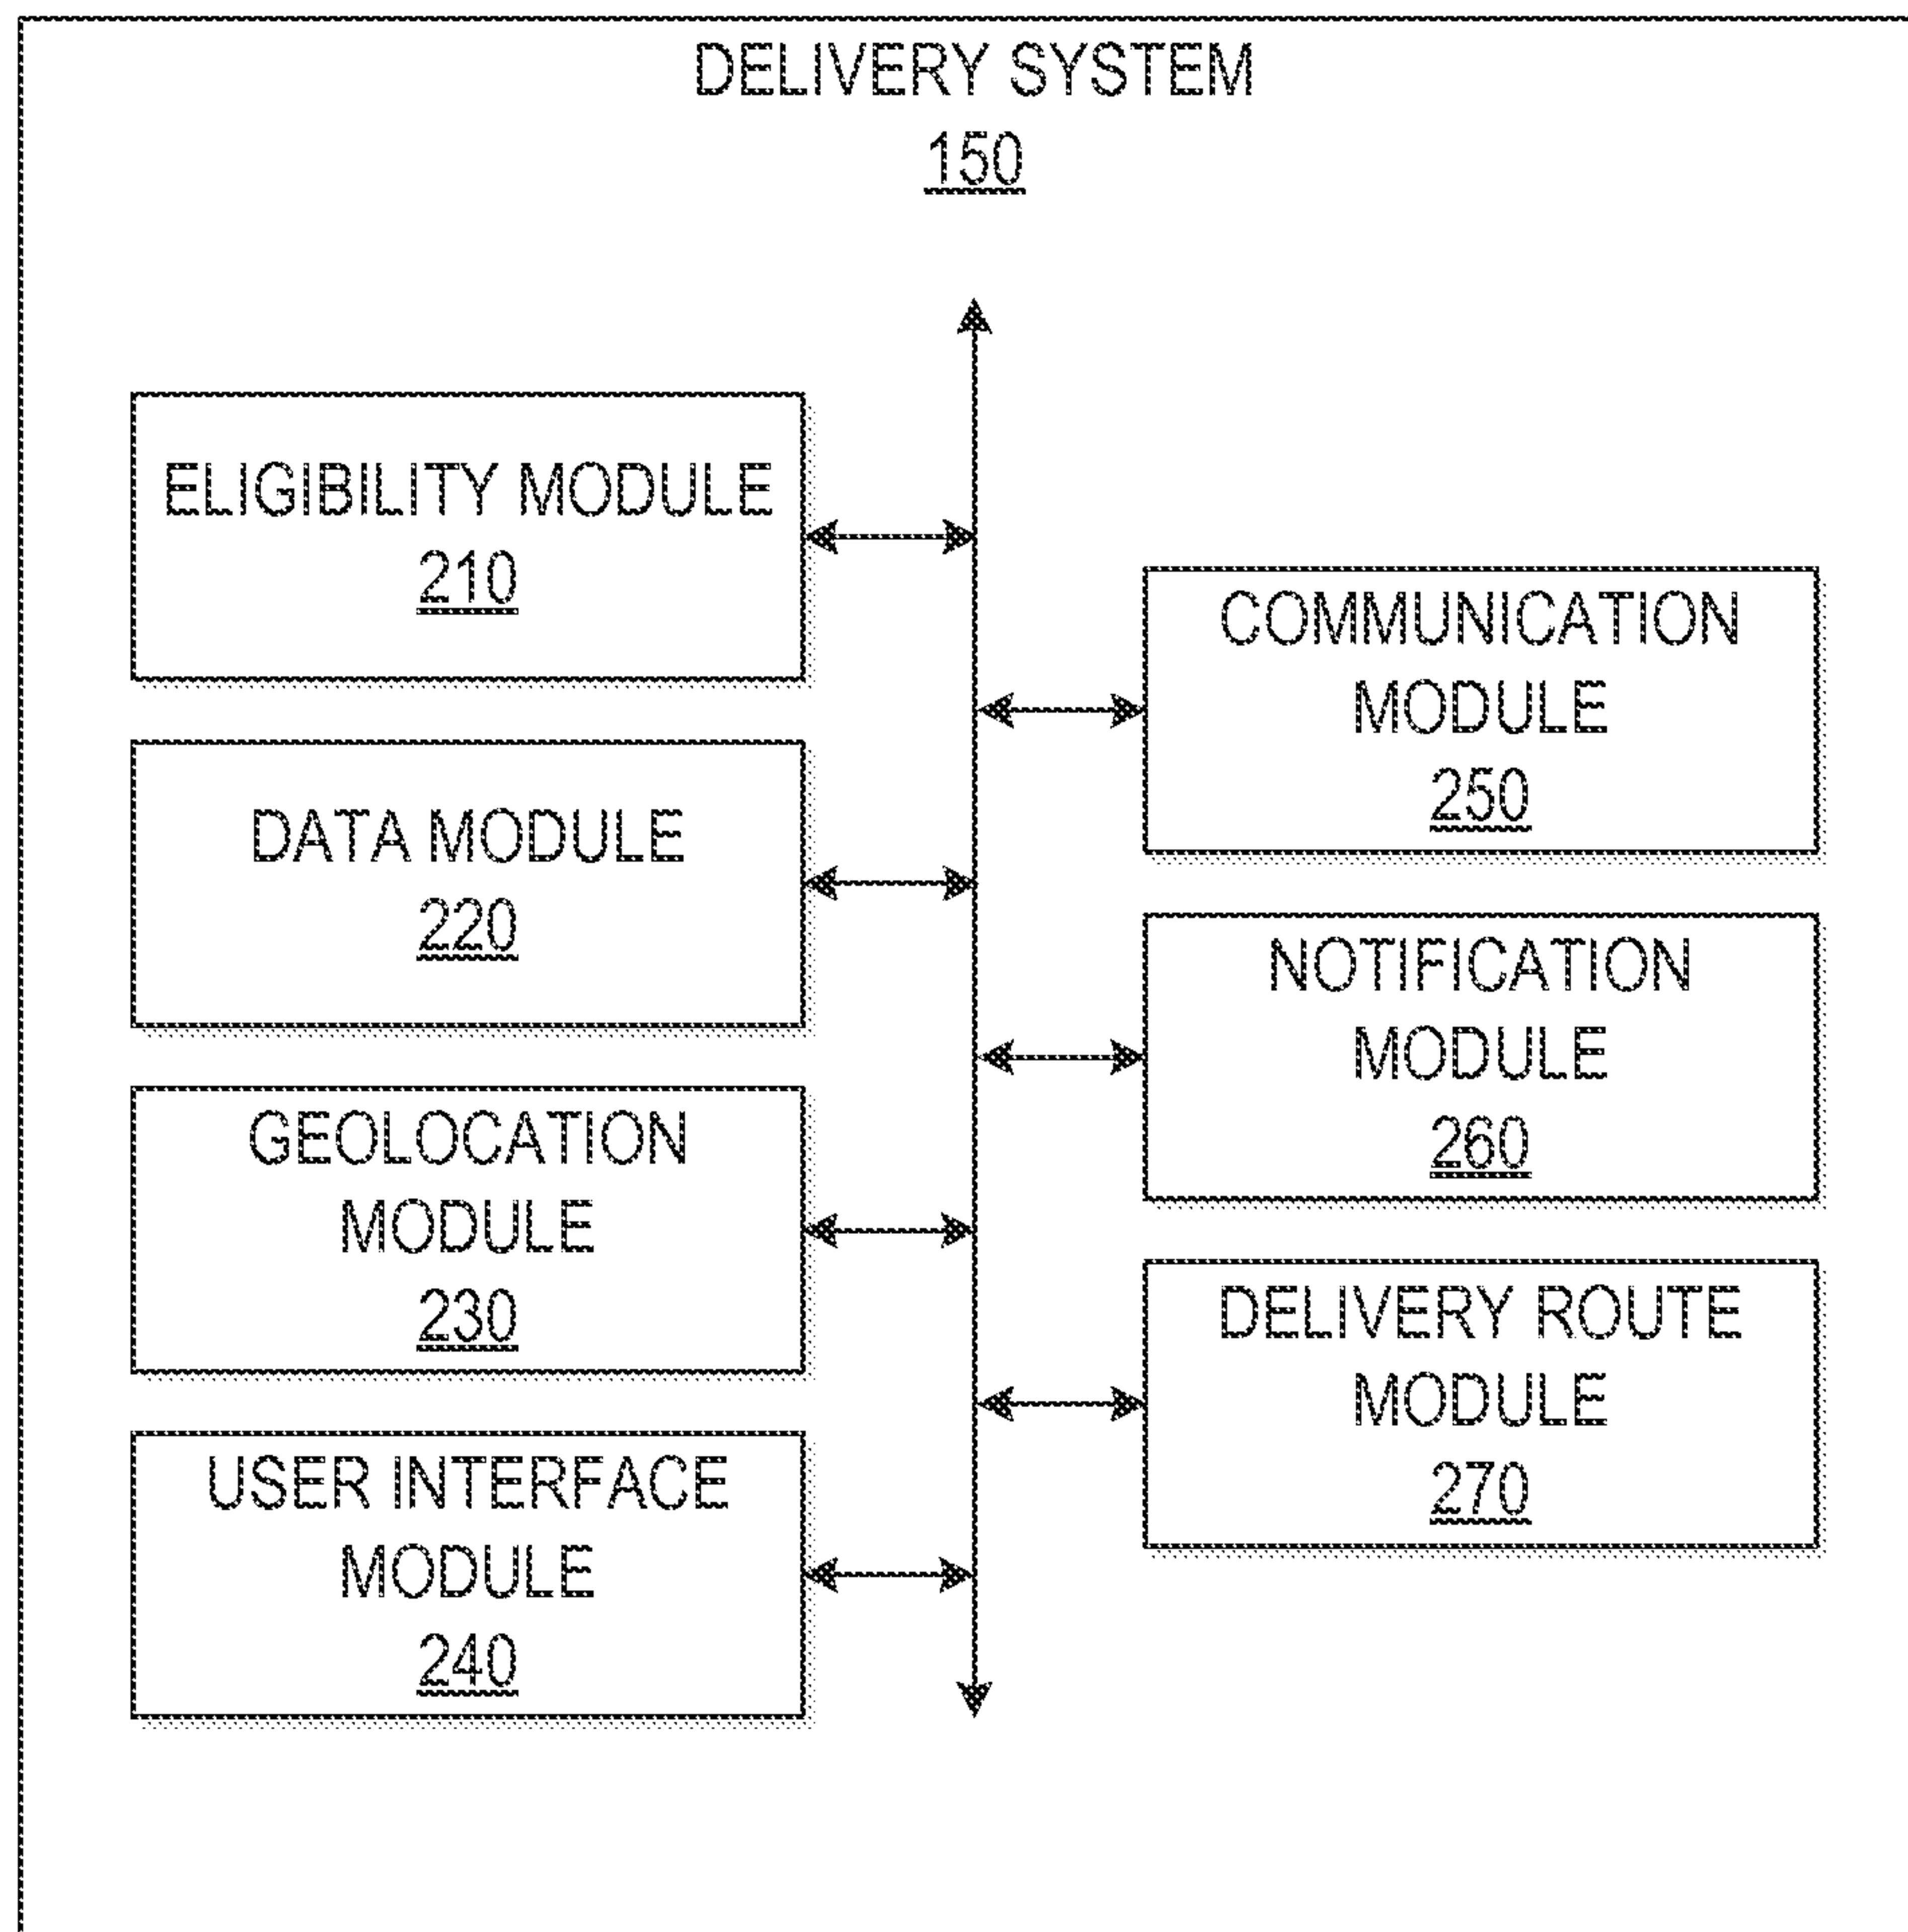 DELIVERY SYSTEM
150
ELIGIBILITY MODULE
210
DATA MODULE
220
GEOLOCATION
MODULE
230
USER INTERFACE
MODULE
240
COMMUNICATION
MODULE
250
NOTIFICATION
MODULE
260
DELIVERY ROUTE
MODULE
270